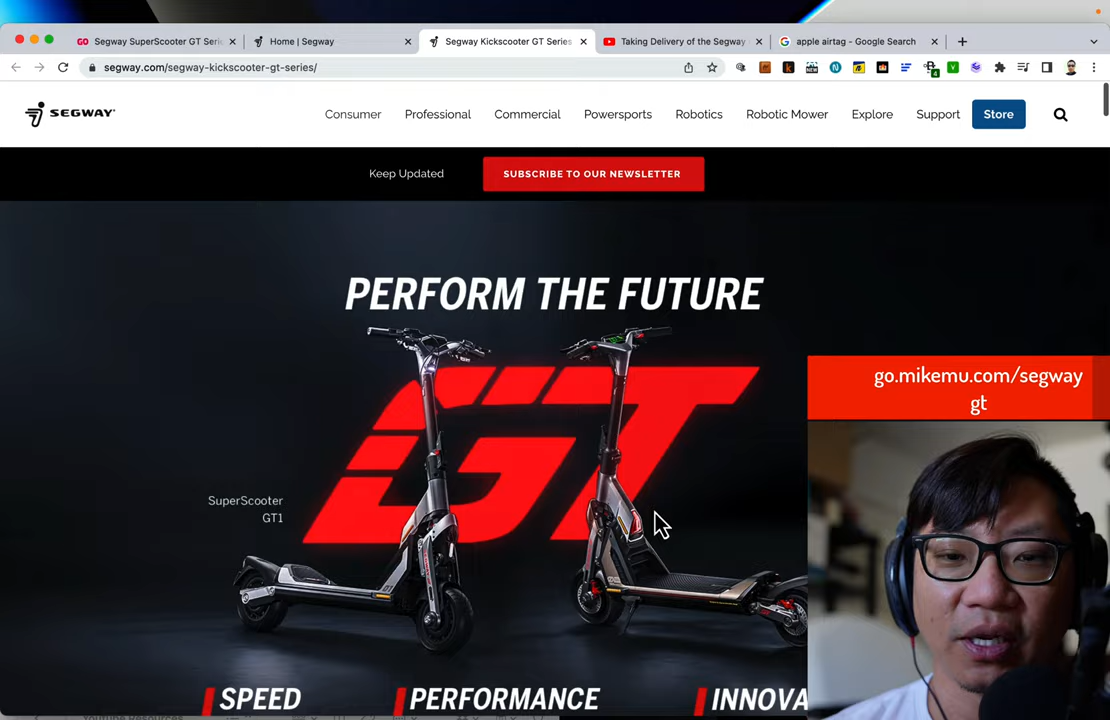 Segway SuperScooter GT Seri
Home | Segway
Segway Kickscooter GT Series
Taking Delivery of the Segway
apple airtag - Google Search
segway.com/segway-kickscooter-gt-series/
SEGWAY
Consumer
Professional
Commercial
Powersports
Robotics
Robotic Mower
Explore
Support
Store
Keep Updated
SUBSCRIBE TO OUR NEWSLETTER
PERFORM THE FUTURE
GT
SuperScooter
GT1
go.mikemu.com/segway
gt
SPEED
PERFORMANCE
INNOVA